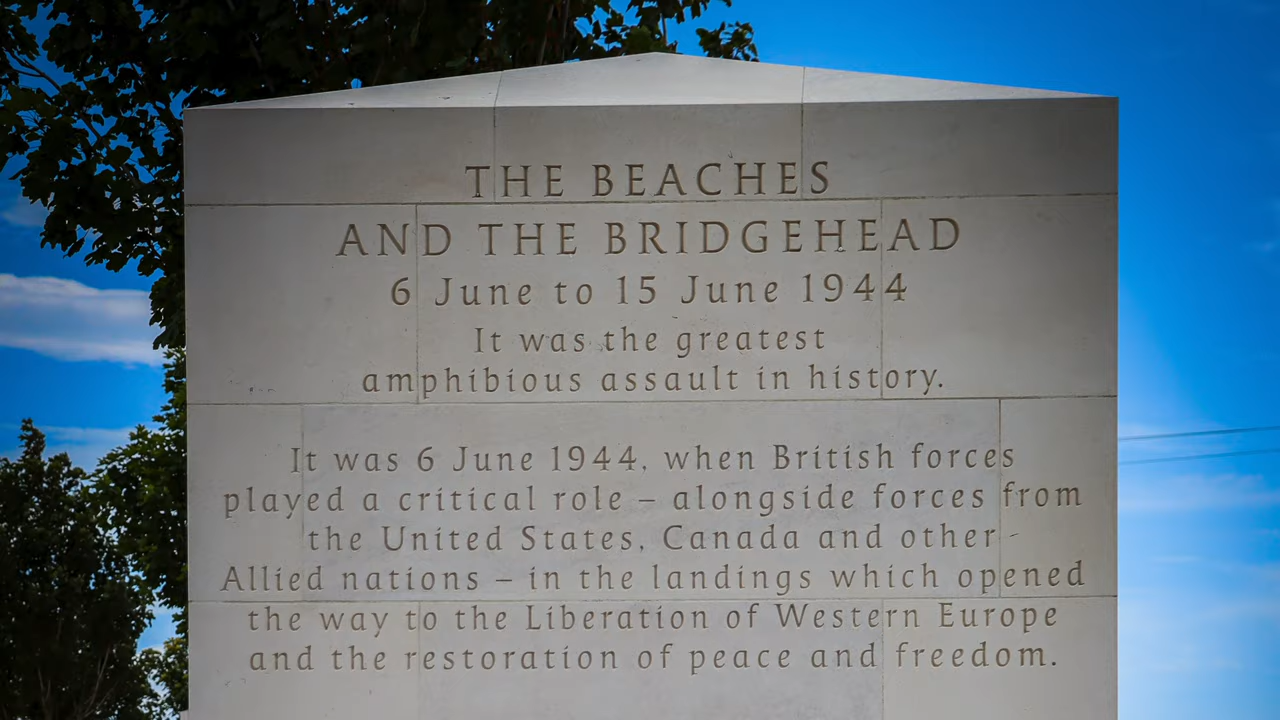 THE BEACHES
AND THE BRIDGEHEAD
6 June to 15 June 1944
It was the greatest
amphibious assault in history.
It was 6 June 1944, when British forces
played a critical role – alongside forces from
the United States, Canada and other
Allied nations – in the landings which opened
the way to the Liberation of Western Europe
and the restoration of peace and freedom.